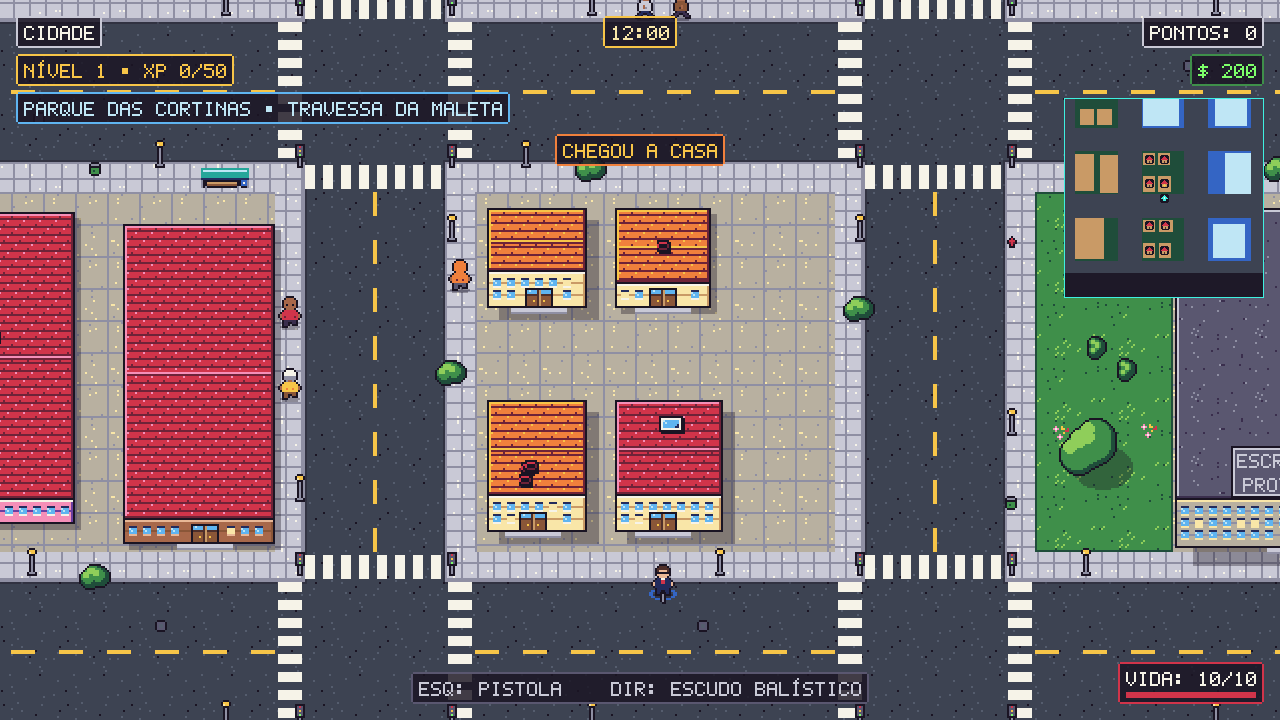 CIDADE
12:00
PONTOS: 0
NÍVEL 1 ▪ XP 0/50
$ 200
PARQUE DAS CORTINAS ▪ TRAVESSA DA MALETA
CHEGOU A CASA
ESQ: PISTOLA DIR: ESCUDO BALÍSTICO
VIDA: 10/10